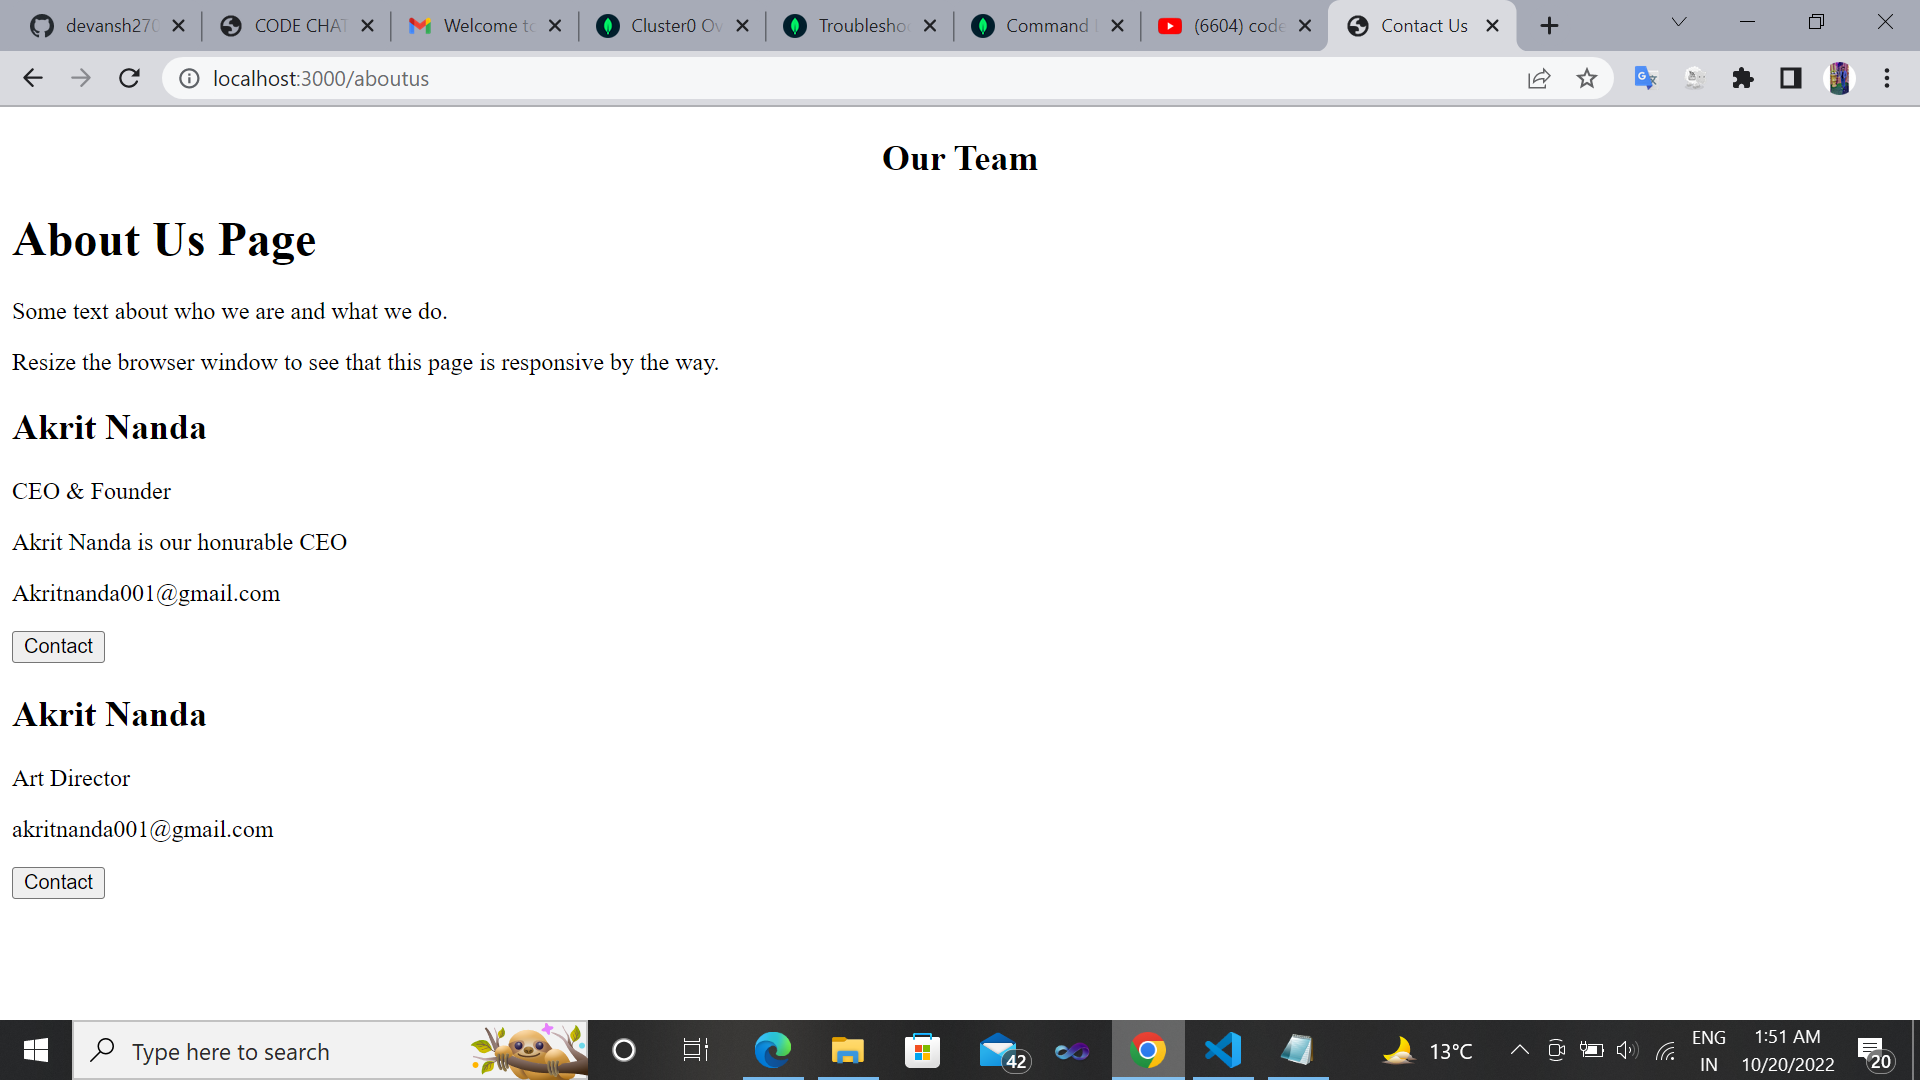 devansh270
CODE CHAT
Welcome to
Cluster0 Ov
Troubleshoo
Command
(6604) code
Contact Us
localhost:3000/aboutus
Our Team
About Us Page
Some text about who we are and what we do.
Resize the browser window to see that this page is responsive by the way.
Akrit Nanda
CEO & Founder
Akrit Nanda is our honurable CEO
Akritnanda001@gmail.com
Contact
Akrit Nanda
Art Director
akritnanda001@gmail.com
Contact
Type here to search
42
13°C
ENG
IN
1:51 AM
10/20/2022
20